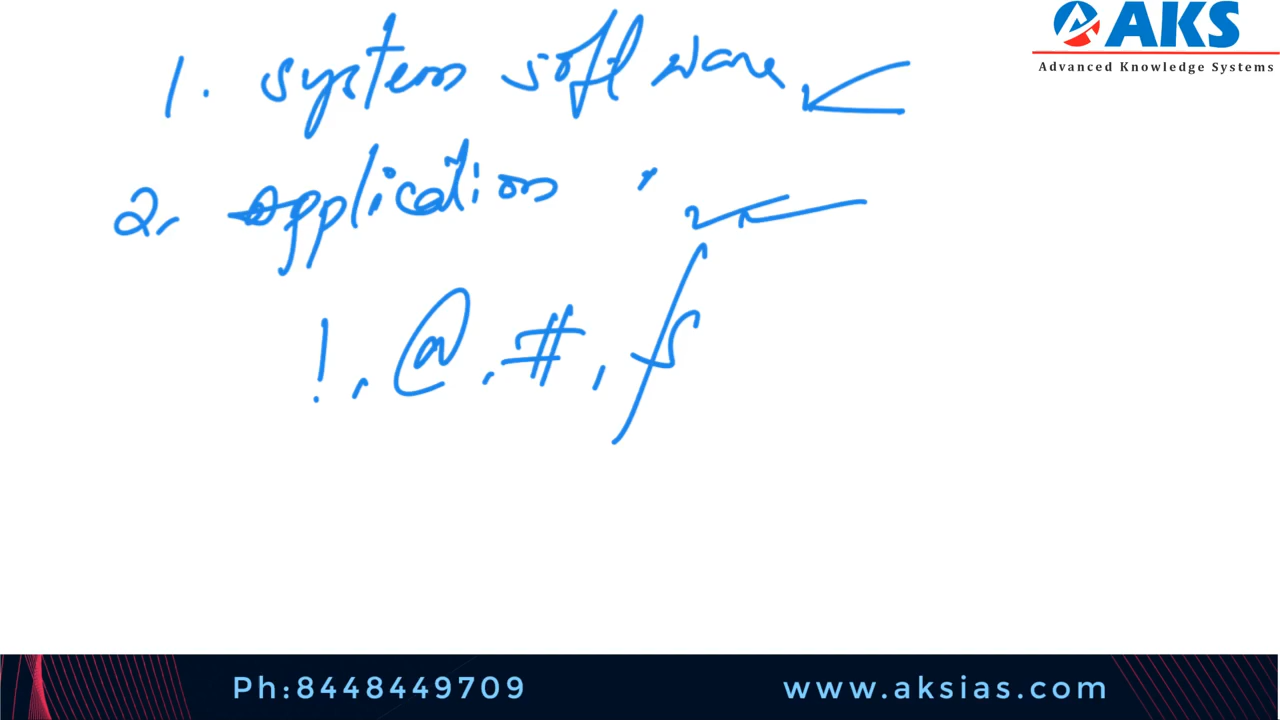 AKS
Advanced Knowledge Systems
1. System software
2. application "
!, @, #,
Ph:8448449709
www.aksias.com